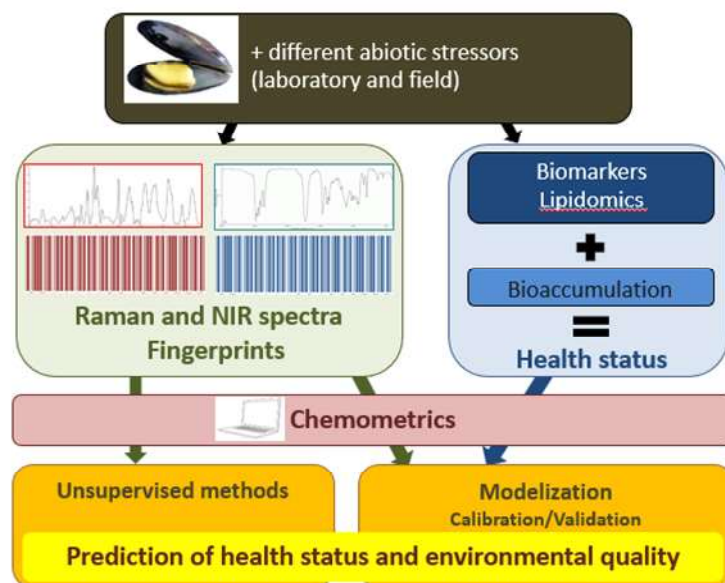 + different abiotic stressors
(laboratory and field)
Raman and NIR spectra
Fingerprints
Biomarkers
Lipidomics
+
Bioaccumulation
=
Health status
Chemometrics
Unsupervised methods
Modelization
Calibration/Validation
Prediction of health status and environmental quality